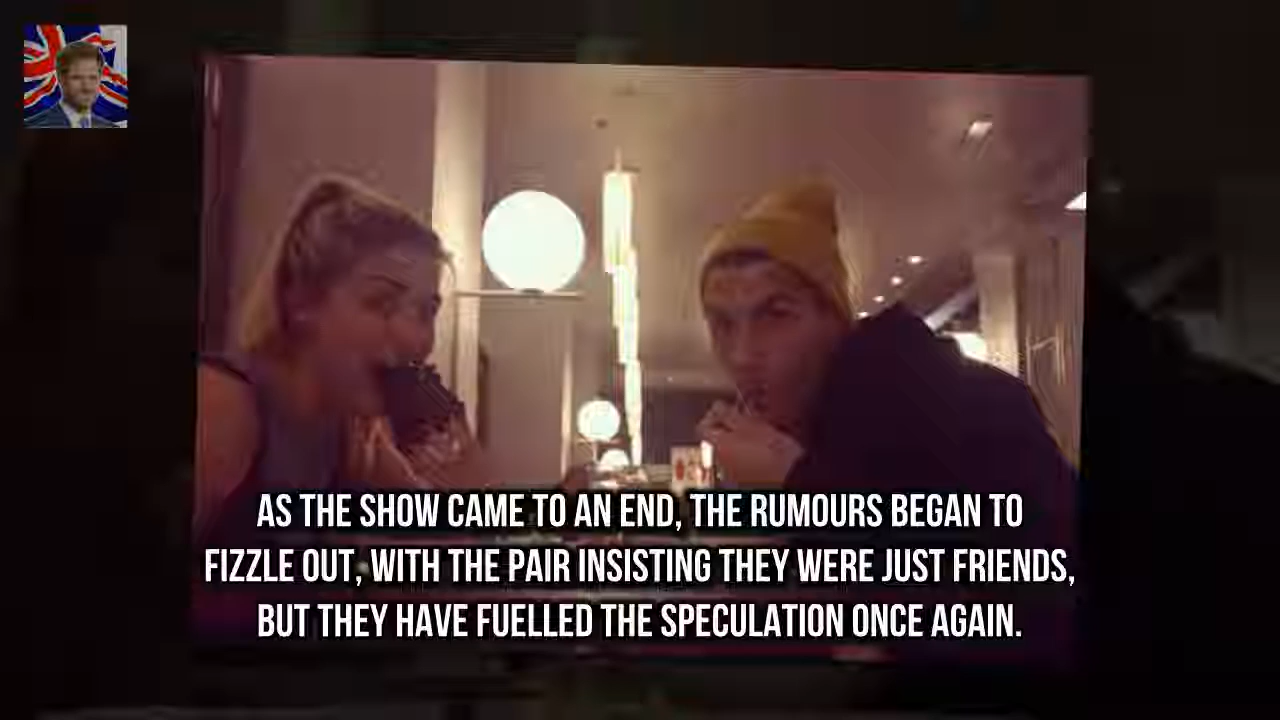 AS THE SHOW CAME TO AN END, THE RUMOURS BEGAN TO
FIZZLE OUT, WITH THE PAIR INSISTING THEY WERE JUST FRIENDS,
BUT THEY HAVE FUELLED THE SPECULATION ONCE AGAIN.